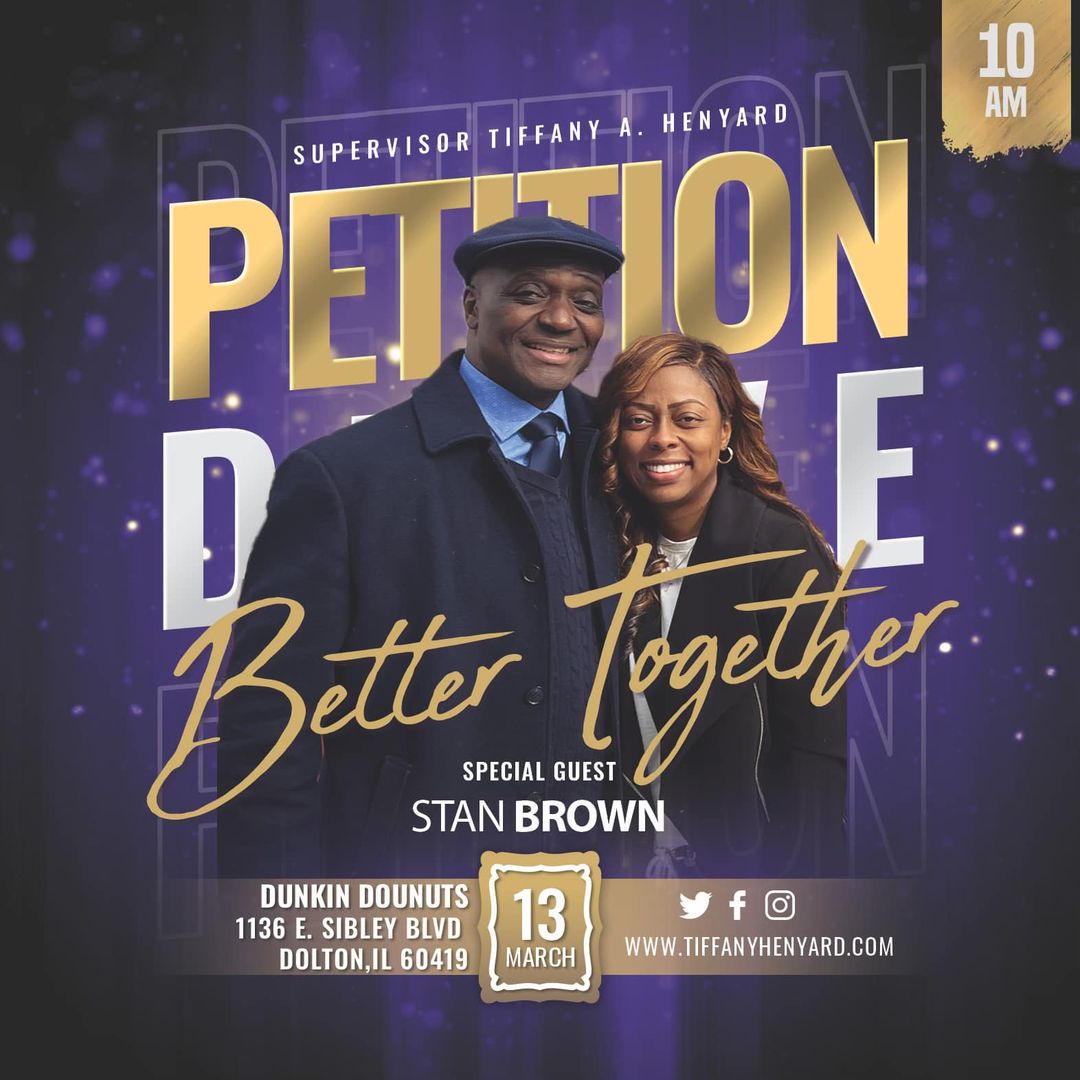 10
AM
SUPERVISOR TIFFANY A. HENYARD
PETITION
Better Together
SPECIAL GUEST
STAN BROWN
DUNKIN DOUNUTS
1136 E. SIBLEY BLVD
DOLTON,IL 60419
13
MARCH
WWW.TIFFANYHENYARD.COM